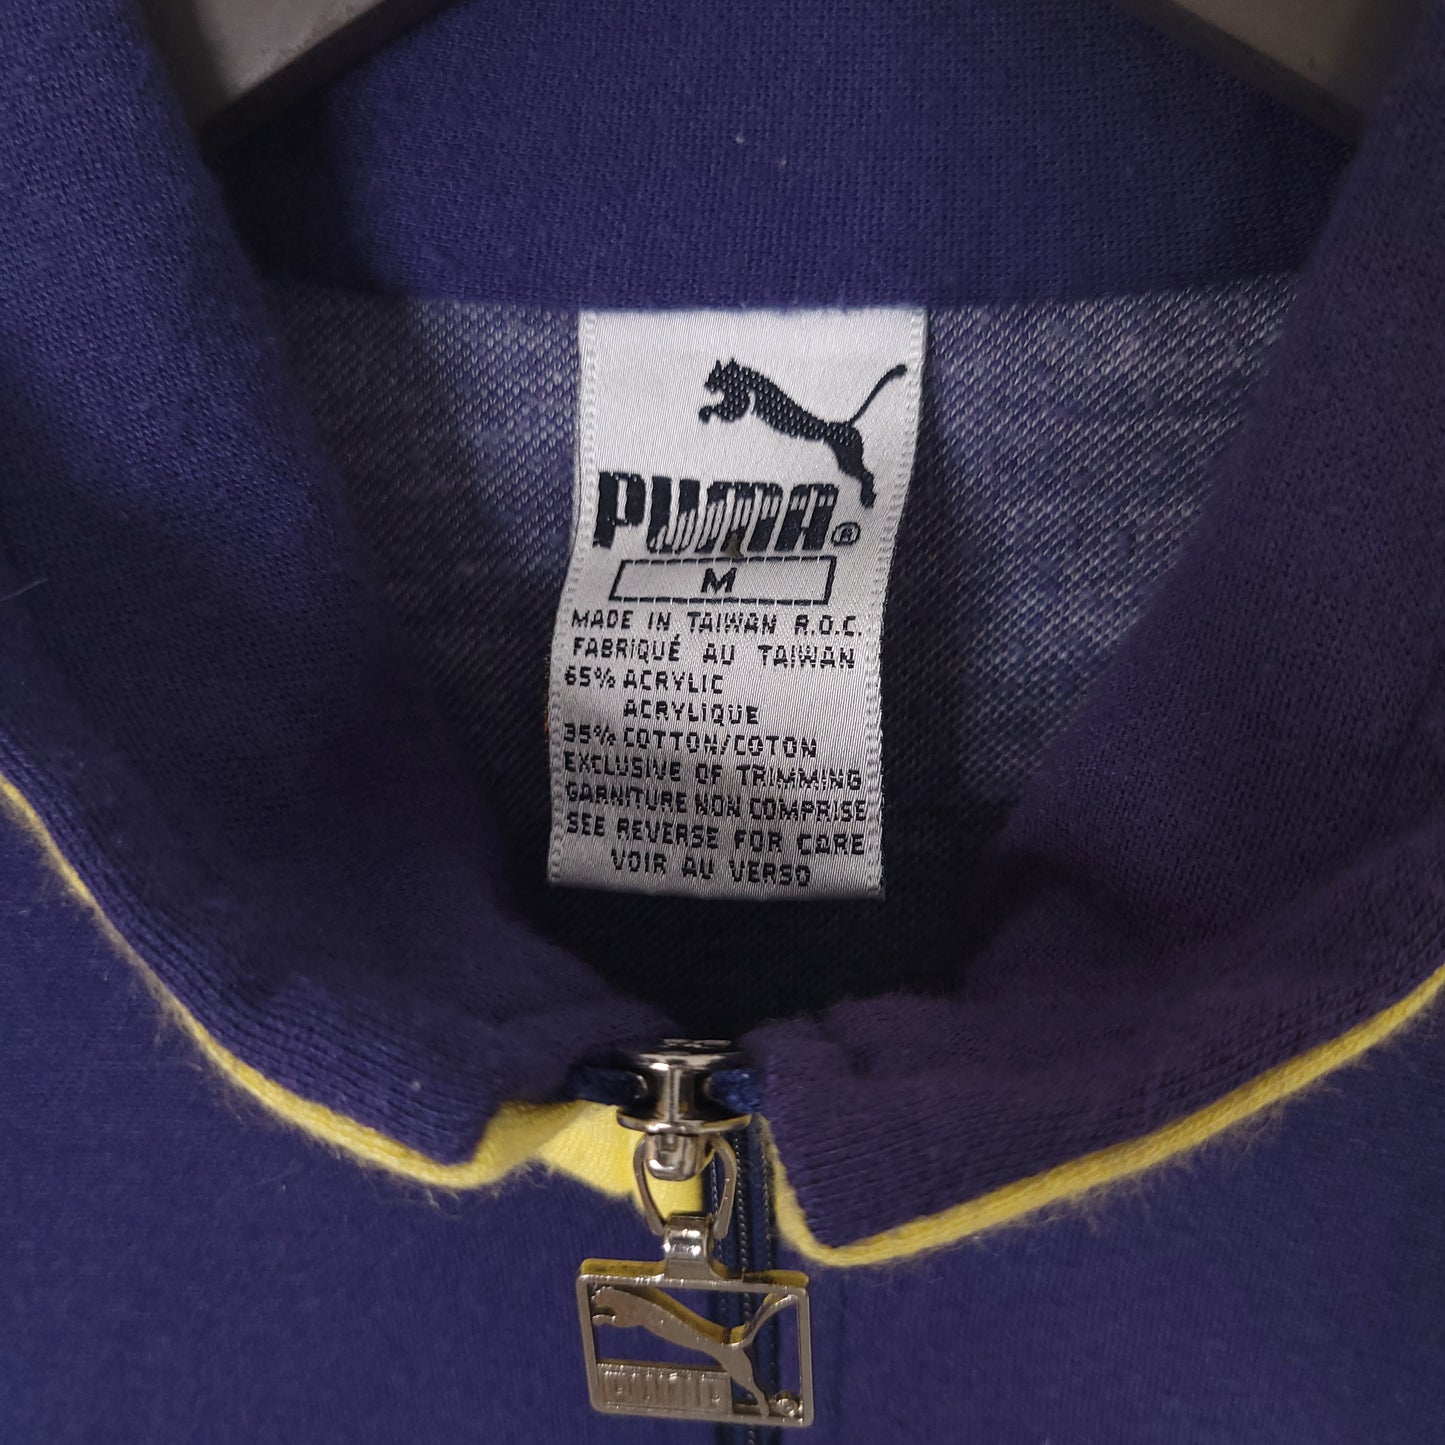 PUMA®
M
MADE IN TAIWAN R.O.C.
FABRIQUÉ AU TAIWAN
65% ACRYLIC
ACRYLIQUE
35% COTTON/COTON
EXCLUSIVE OF TRIMMING
GARNITURE NON COMPRISE
SEE REVERSE FOR CARE
VOIR AU VERSO
PUMA®